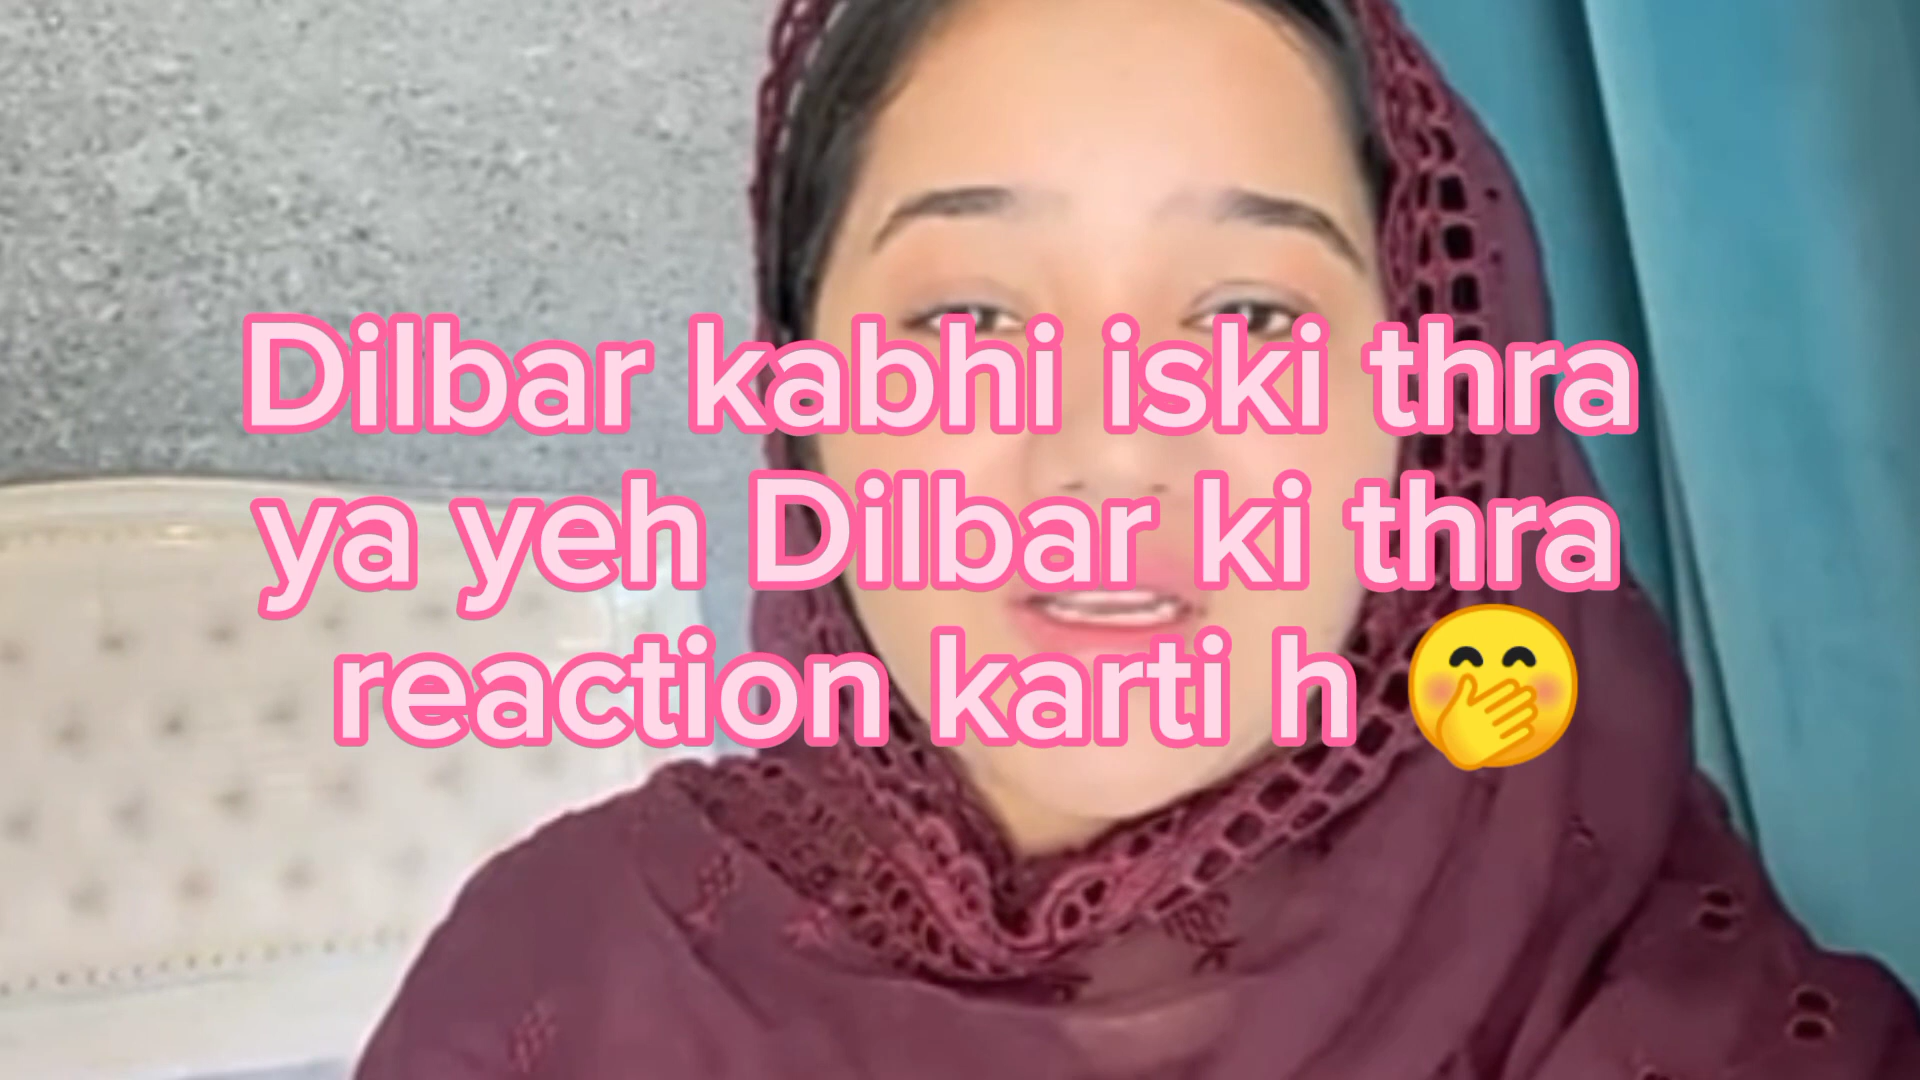 Dilbar kabhi iski thra
ya yeh Dilbar ki thra
reaction karti h 🤭